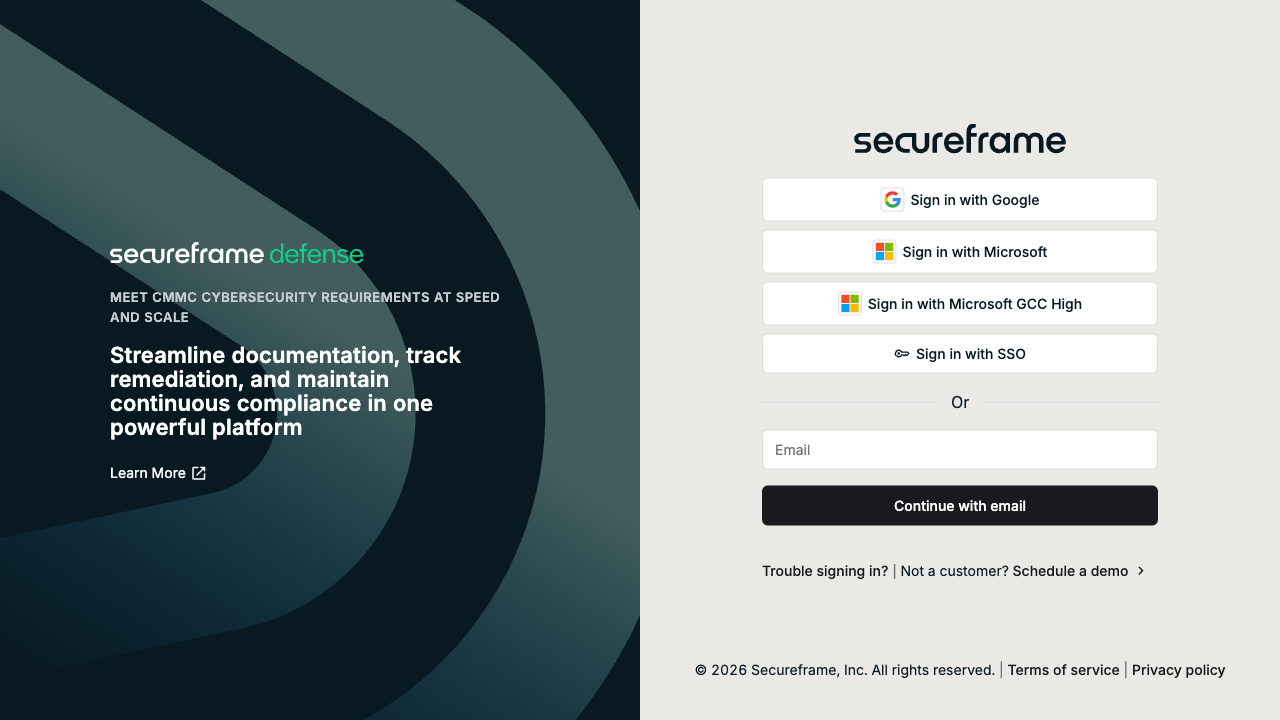 secureframe defense
MEET CMMC CYBERSECURITY REQUIREMENTS AT SPEED
AND SCALE
Streamline documentation, track
remediation, and maintain
continuous compliance in one
powerful platform
Learn More
secureframe
Sign in with Google
Sign in with Microsoft
Sign in with Microsoft GCC High
Sign in with SSO
Or
Email
Continue with email
Trouble signing in? | Not a customer? Schedule a demo
© 2026 Secureframe, Inc. All rights reserved. | Terms of service | Privacy policy